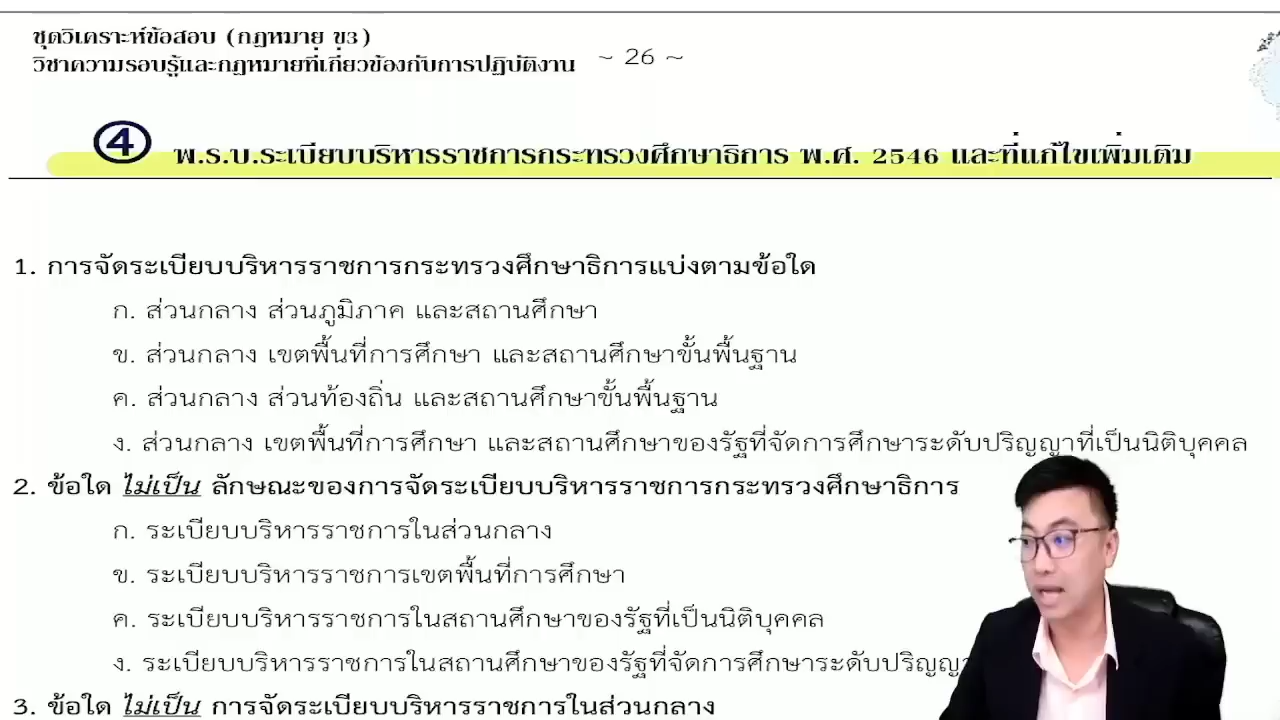 ชุดวิเคราะห์ข้อสอบ (กฎหมาย ข3)
วิชาความรอบรู้และกฎหมายที่เกี่ยวข้องกับการปฏิบัติงาน
~ 26 ~
④ พ.ร.บ.ระเบียบบริหารราชการกระทรวงศึกษาธิการ พ.ศ. 2546 และที่แก้ไขเพิ่มเติม
1. การจัดระเบียบบริหารราชการกระทรวงศึกษาธิการแบ่งตามข้อใด
ก. ส่วนกลาง ส่วนภูมิภาค และสถานศึกษา
ข. ส่วนกลาง เขตพื้นที่การศึกษา และสถานศึกษาขั้นพื้นฐาน
ค. ส่วนกลาง ส่วนท้องถิ่น และสถานศึกษาขั้นพื้นฐาน
ง. ส่วนกลาง เขตพื้นที่การศึกษา และสถานศึกษาของรัฐที่จัดการศึกษาระดับปริญญาที่เป็นนิติบุคคล
2. ข้อใด ไม่เป็น ลักษณะของการจัดระเบียบบริหารราชการกระทรวงศึกษาธิการ
ก. ระเบียบบริหารราชการในส่วนกลาง
ข. ระเบียบบริหารราชการเขตพื้นที่การศึกษา
ค. ระเบียบบริหารราชการในสถานศึกษาของรัฐที่เป็นนิติบุคคล
ง. ระเบียบบริหารราชการในสถานศึกษาของรัฐที่จัดการศึกษาระดับปริญญา
3. ข้อใด ไม่เป็น การจัดระเบียบบริหารราชการในส่วนกลาง